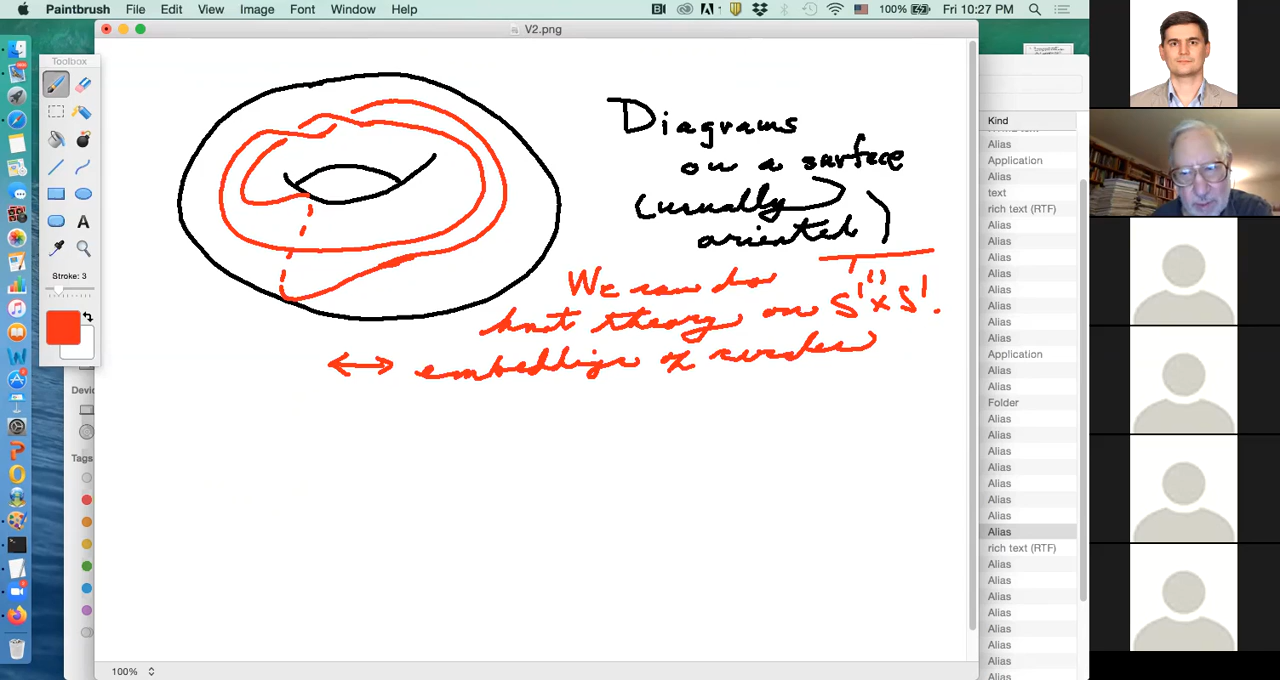 Paintbrush File Edit View Image Font Window Help
100% Fri 10:27 PM
V2.png
Toolbox
A
Stroke: 3
Devic
Tags
100%
Diagrams
on a surface
(usually
oriented)
We can do
knot theory on S¹ × S¹.
↔ embeddings of circles
Kind
Alias
Application
Alias
text
rich text (RTF)
Alias
Alias
Alias
Alias
Alias
Alias
Application
Alias
Alias
Folder
Alias
Alias
Alias
Alias
Alias
Alias
Alias
Alias
rich text (RTF)
Alias
Alias
Alias
Alias
Alias
Alias
Alias